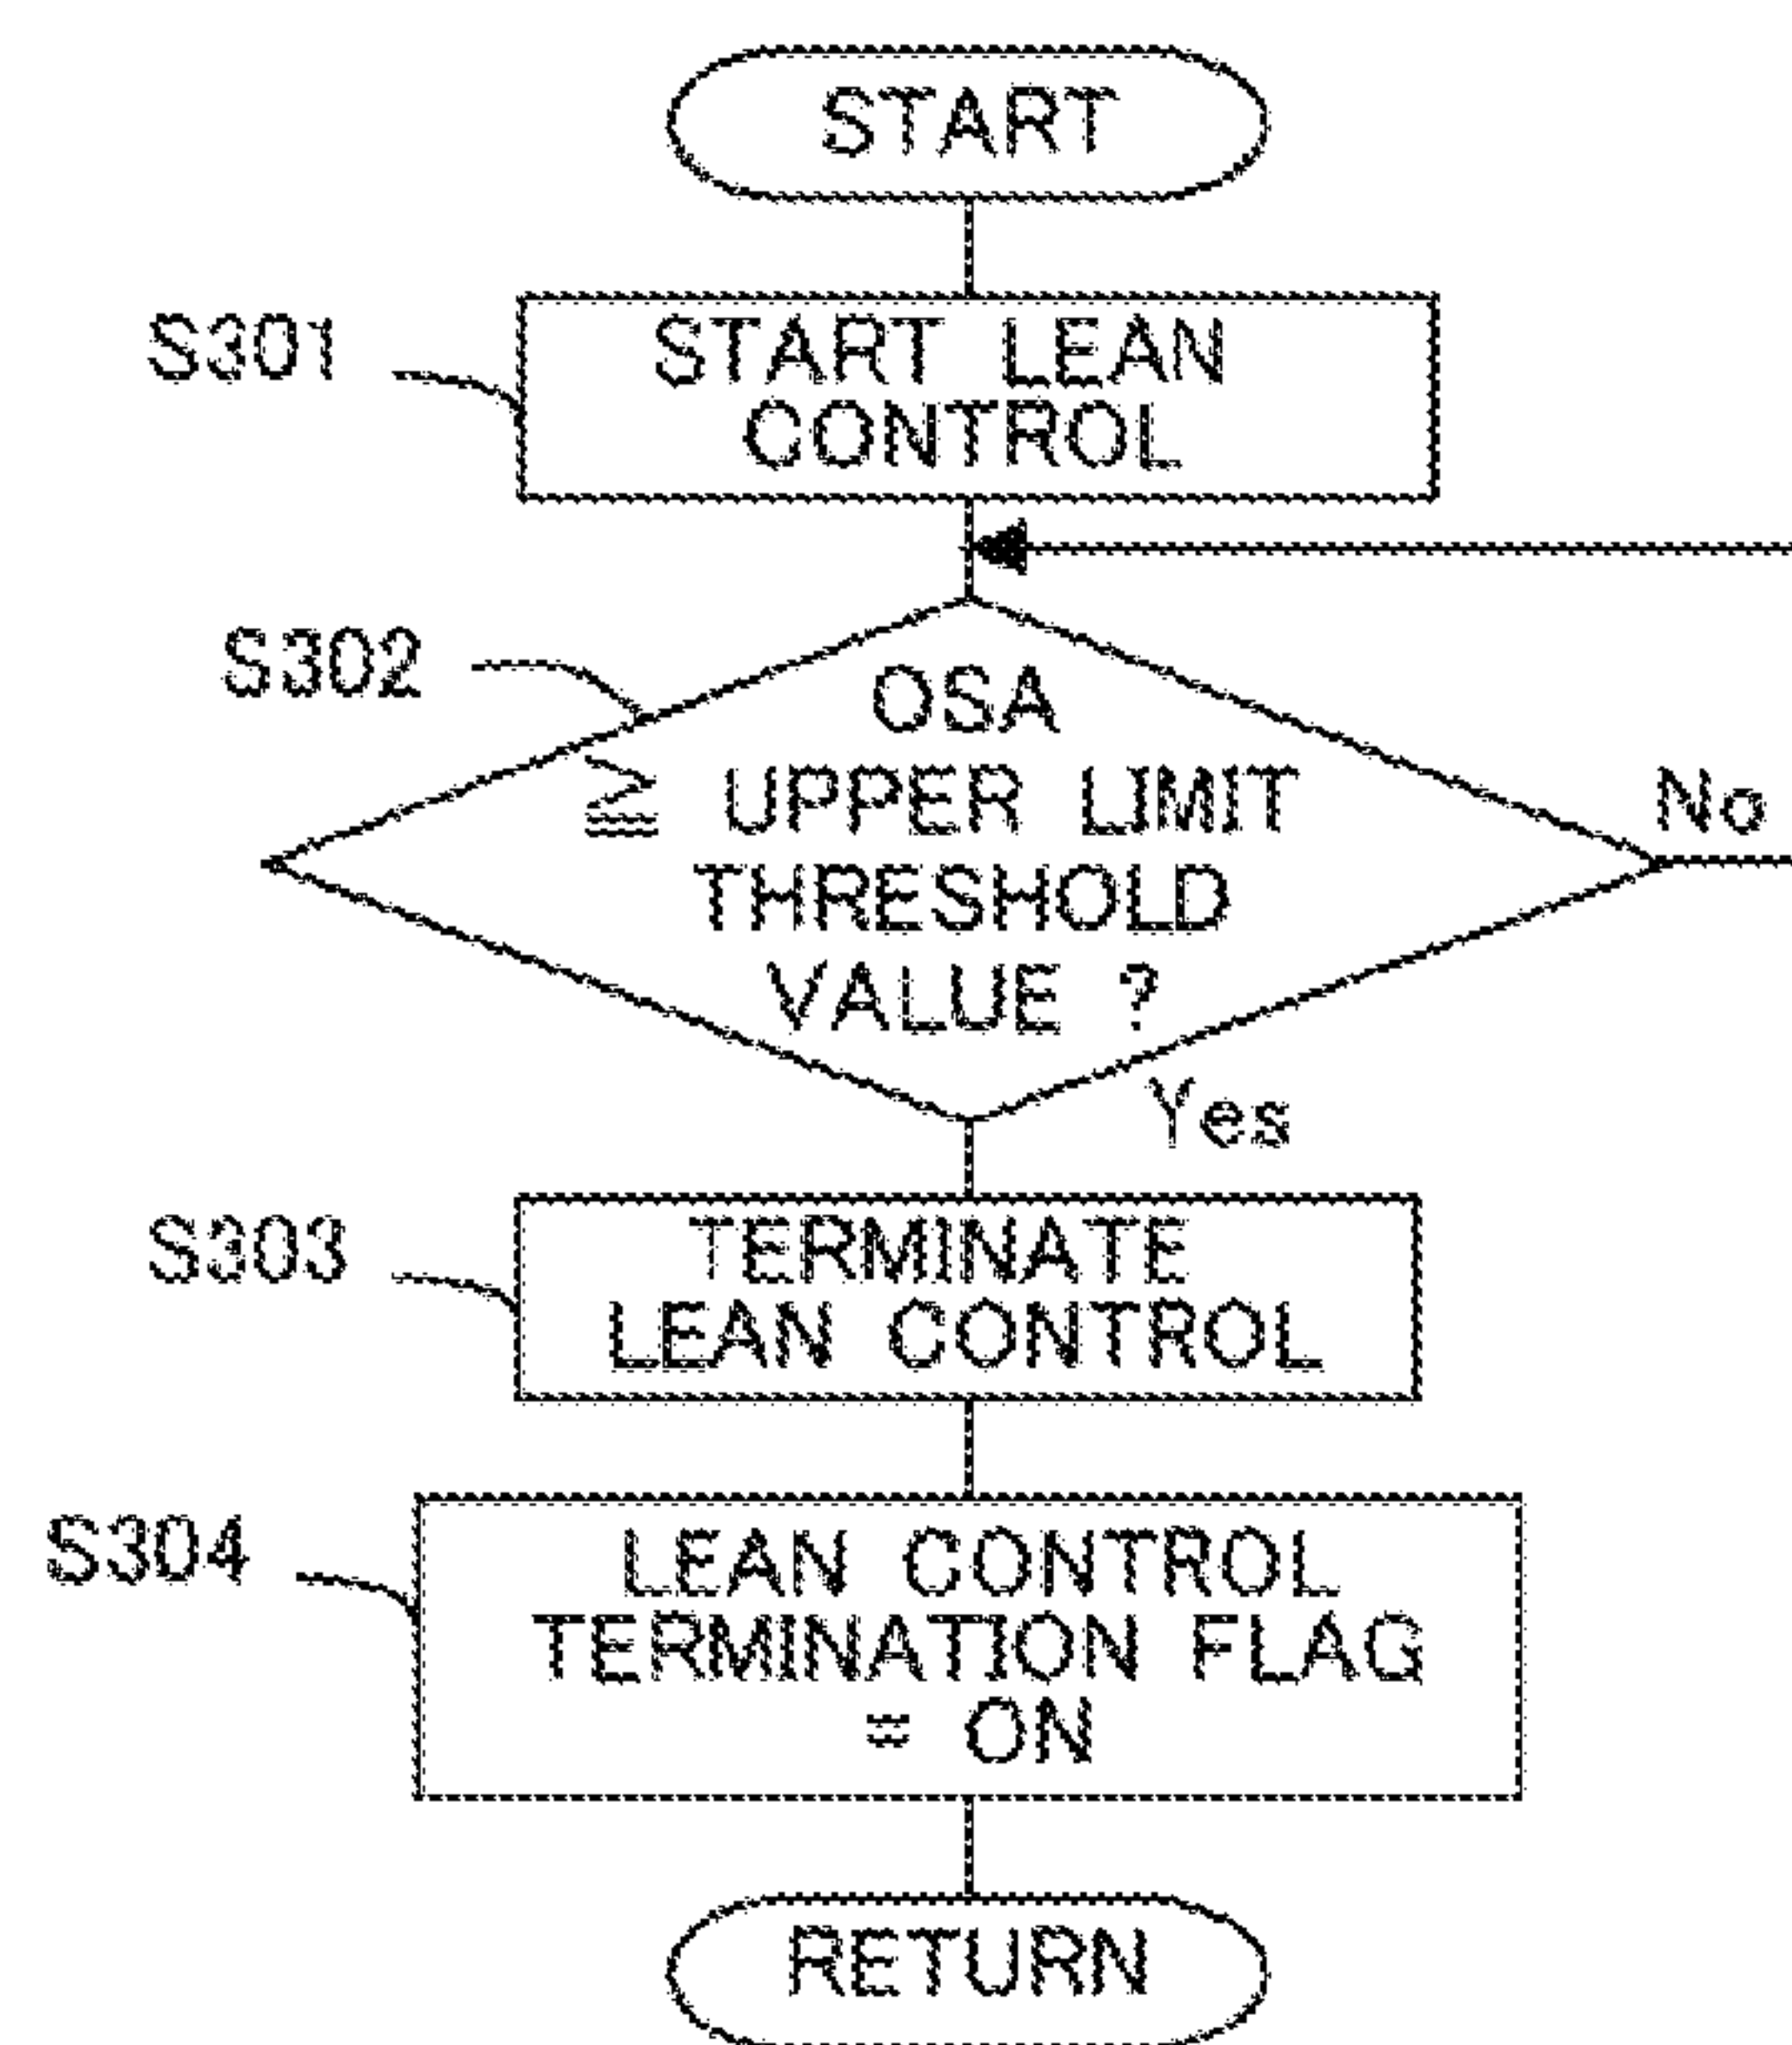 START
S301
START LEAN
CONTROL
S302
OSA
≧ UPPER LIMIT
THRESHOLD
VALUE ?
No
Yes
S303
TERMINATE
LEAN CONTROL
S304
LEAN CONTROL
TERMINATION FLAG
= ON
RETURN